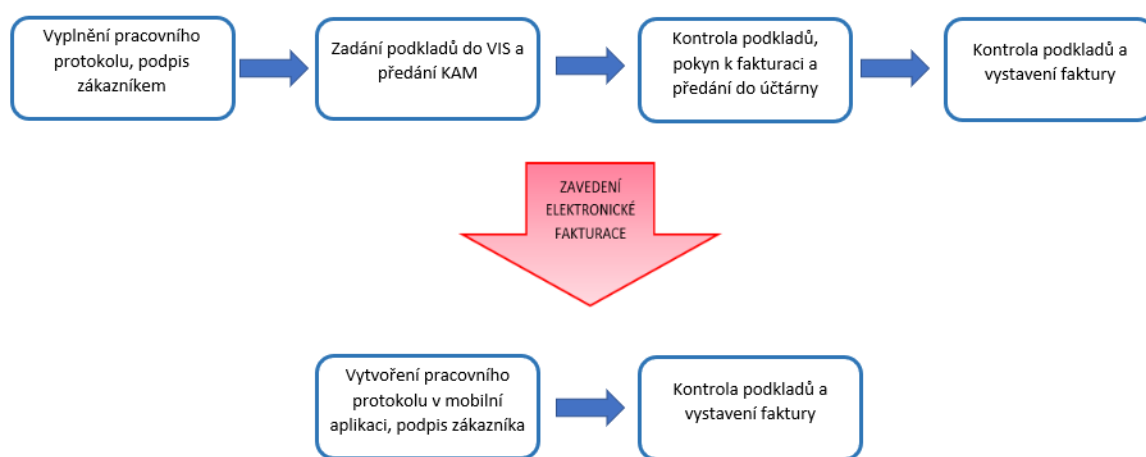 Vyplnění pracovního
protokolu, podpis
zákazníkem
Zadání podkladů do VIS a
předání KAM
Kontrola podkladů,
pokyn k fakturaci a
předání do účtárny
Kontrola podkladů a
vystavení faktury
ZAVEDENÍ
ELEKTRONICKÉ
FAKTURACE
Vytvoření pracovního
protokolu v mobilní
aplikaci, podpis zákazníka
Kontrola podkladů a
vystavení faktury